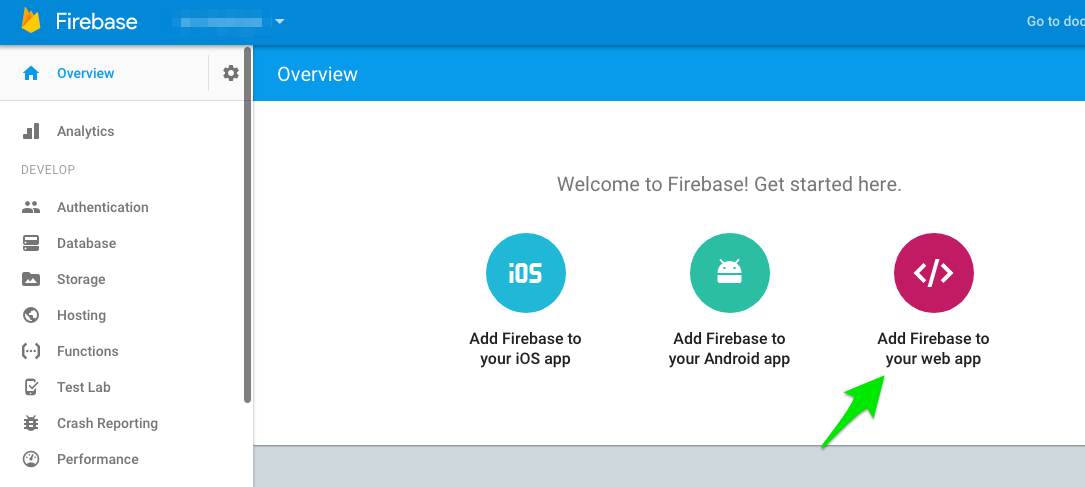 Firebase
Go to doc
Overview
Overview
Analytics
DEVELOP
Authentication
Database
Storage
Hosting
Functions
Test Lab
Crash Reporting
Performance
Welcome to Firebase! Get started here.
iOS
Add Firebase to
your iOS app
Add Firebase to
your Android app
</>
Add Firebase to
your web app